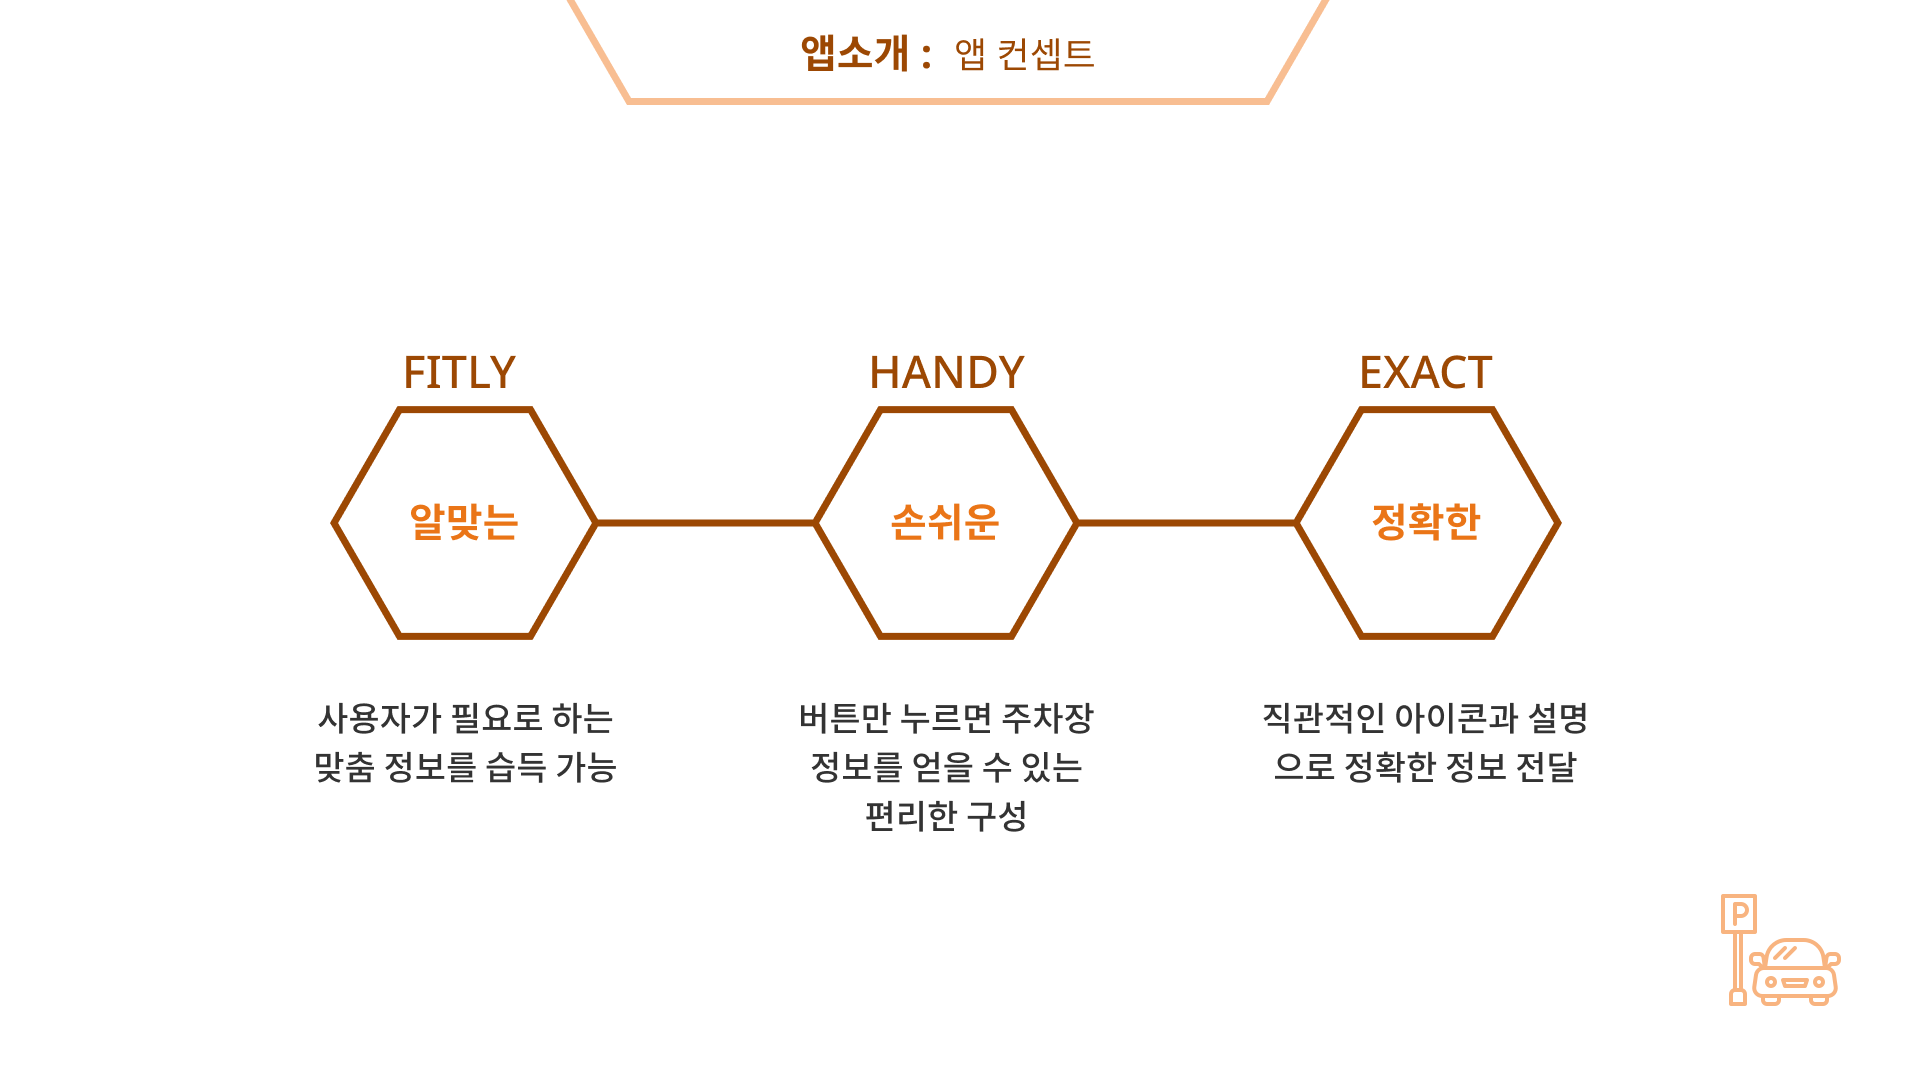 앱소개 : 앱 컨셉트
FITLY
HANDY
EXACT
알맞는
손쉬운
정확한
사용자가 필요로 하는
맞춤 정보를 습득 가능
버튼만 누르면 주차장
정보를 얻을 수 있는
편리한 구성
직관적인 아이콘과 설명
으로 정확한 정보 전달
P